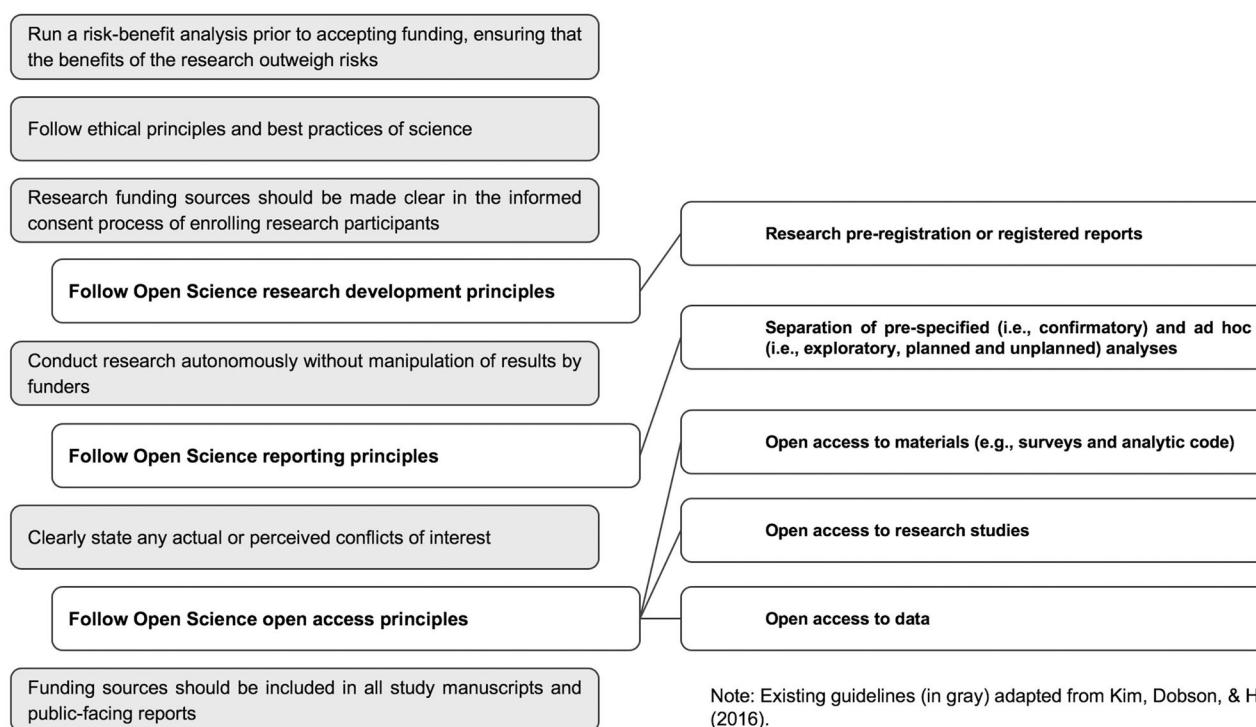 Run a risk-benefit analysis prior to accepting funding, ensuring that
the benefits of the research outweigh risks
Follow ethical principles and best practices of science
Research funding sources should be made clear in the informed
consent process of enrolling research participants
Follow Open Science research development principles
Conduct research autonomously without manipulation of results by
funders
Follow Open Science reporting principles
Clearly state any actual or perceived conflicts of interest
Follow Open Science open access principles
Funding sources should be included in all study manuscripts and
public-facing reports
Research pre-registration or registered reports
Separation of pre-specified (i.e., confirmatory) and ad hoc
(i.e., exploratory, planned and unplanned) analyses
Open access to materials (e.g., surveys and analytic code)
Open access to research studies
Open access to data
Note: Existing guidelines (in gray) adapted from Kim, Dobson, & H
(2016).